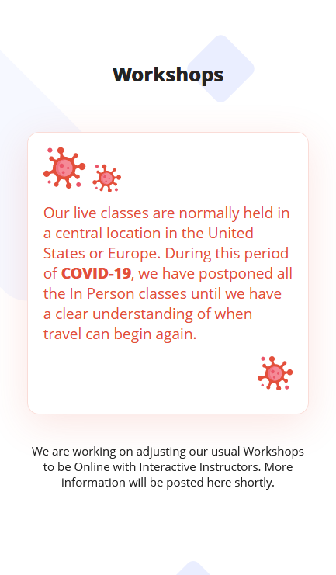 Workshops
Our live classes are normally held in
a central location in the United
States or Europe. During this period
of COVID-19, we have postponed all
the In Person classes until we have
a clear understanding of when
travel can begin again.
We are working on adjusting our usual Workshops
to be Online with Interactive Instructors. More
information will be posted here shortly.